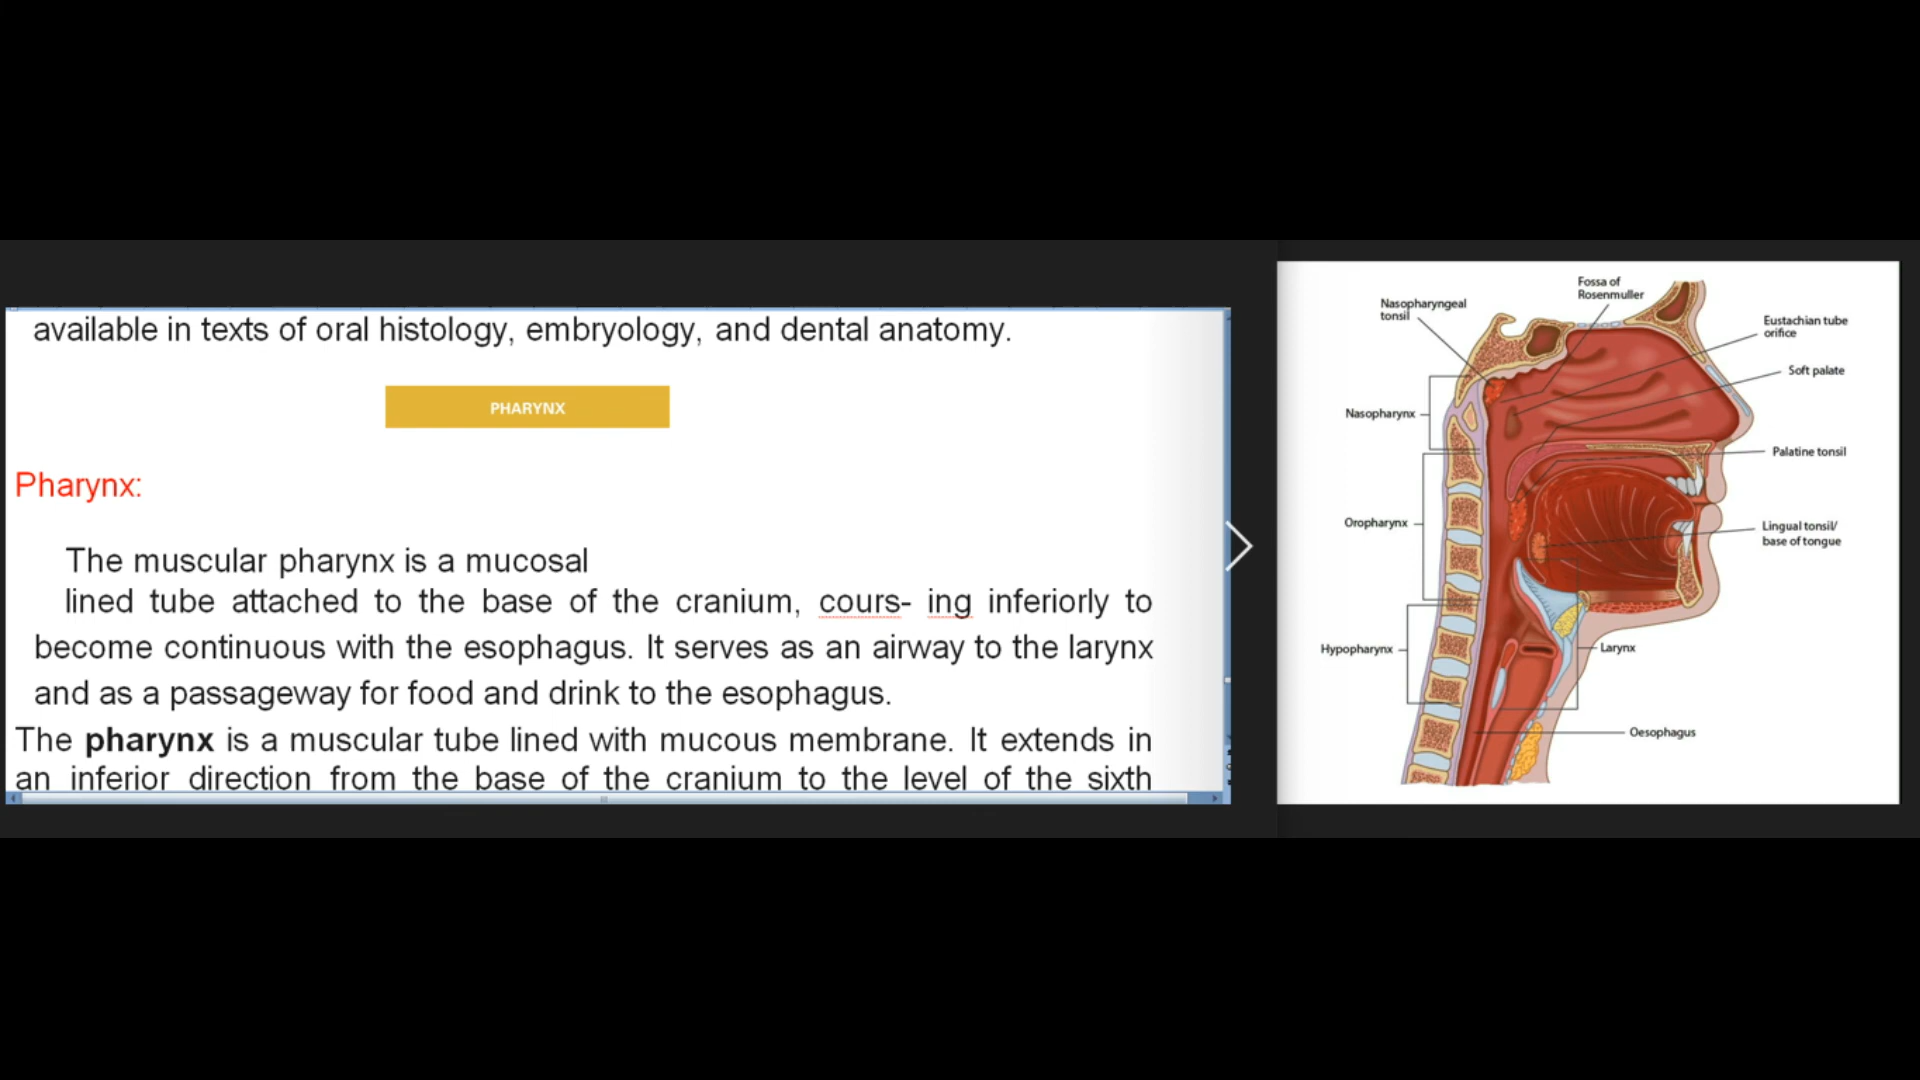 available in texts of oral histology, embryology, and dental anatomy.
PHARYNX
Pharynx:
The muscular pharynx is a mucosal
lined tube attached to the base of the cranium, cours- ing inferiorly to
become continuous with the esophagus. It serves as an airway to the larynx
and as a passageway for food and drink to the esophagus.
The pharynx is a muscular tube lined with mucous membrane. It extends in
an inferior direction from the base of the cranium to the level of the sixth
Fossa of
Rosenmuller
Nasopharyngeal
tonsil
Eustachian tube
orifice
Soft palate
Nasopharynx
Palatine tonsil
Oropharynx
Lingual tonsil/
base of tongue
Hypopharynx
Larynx
Oesophagus